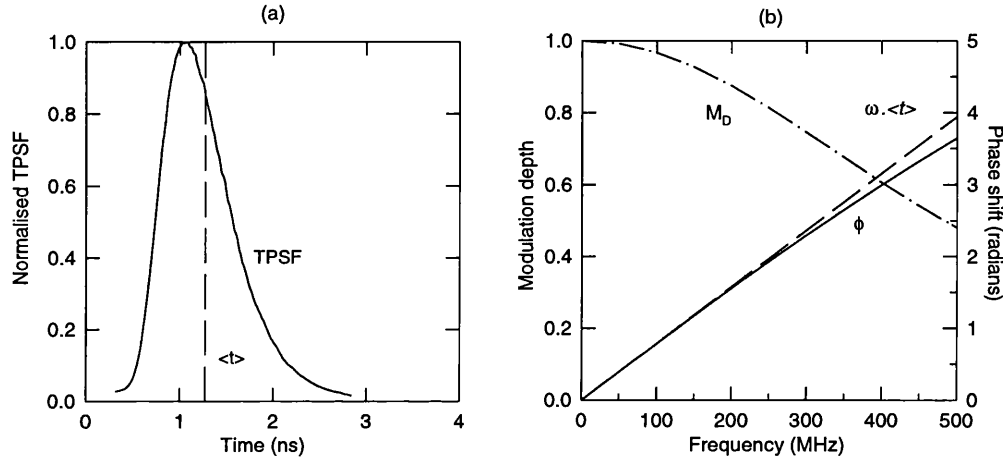 (a)
Normalised TPSF
1.0
0.8
0.6
0.4
0.2
0.0
TPSF
<t>
0
1
2
3
4
Time (ns)
(b)
Modulation depth
1.0
0.8
0.6
0.4
0.2
0.0
M_D
ω.<t>
ϕ
5
4
3
2
1
0
Phase shift (radians)
0
100
200
300
400
500
Frequency (MHz)